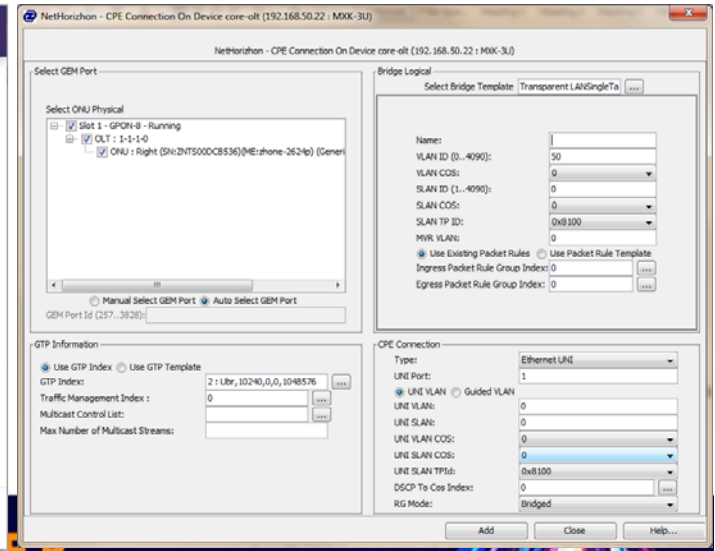 NetHorizhon - CPE Connection On Device core-olt (192.168.50.22 : MXK-3U)
NetHorizhon - CPE Connection On Device core-olt (192.168.50.22 : MXK-3U)
Select GEM Port
Select ONU Physical
Slot 1 - GPON-8 - Running
OLT : 1-1-1-0
ONU : Right (SN:ZNTS00DCB536)(ME:zhone-2624p) (Generi
Manual Select GEM Port Auto Select GEM Port
GEM Port Id (257..3828):
Bridge Logical
Select Bridge Template Transparent LANSingleTa ...
Name:
VLAN ID (0..4090): 50
VLAN COS: 0
SLAN ID (1..4090): 0
SLAN COS: 0
SLAN TP ID: 0x8100
MVR VLAN: 0
Use Existing Packet Rules Use Packet Rule Template
Ingress Packet Rule Group Index: 0 ...
Egress Packet Rule Group Index: 0 ...
GTP Information
Use GTP Index Use GTP Template
GTP Index: 2 : Ubr,10240,0,0,1048576 ...
Traffic Management Index : 0 ...
Multicast Control List: ...
Max Number of Multicast Streams:
CPE Connection
Type: Ethernet UNI
UNI Port: 1
UNI VLAN Guided VLAN
UNI VLAN: 0
UNI SLAN: 0
UNI VLAN COS: 0
UNI SLAN COS: 0
UNI SLAN TPId: 0x8100
DSCP To Cos Index: 0 ...
RG Mode: Bridged
Add Close Help...